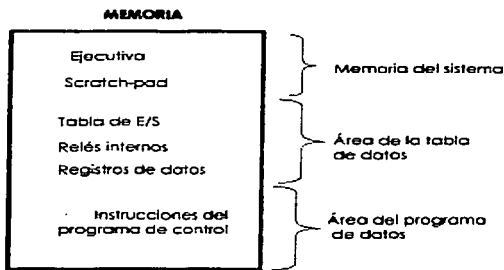 MEMORIA
Ejecutiva
Scratch-pad
Memoria del sistema
Tabla de E/S
Relés internos
Registros de datos
Área de la tabla
de datos
Instrucciones del
programa de control
Área del programa
de datos